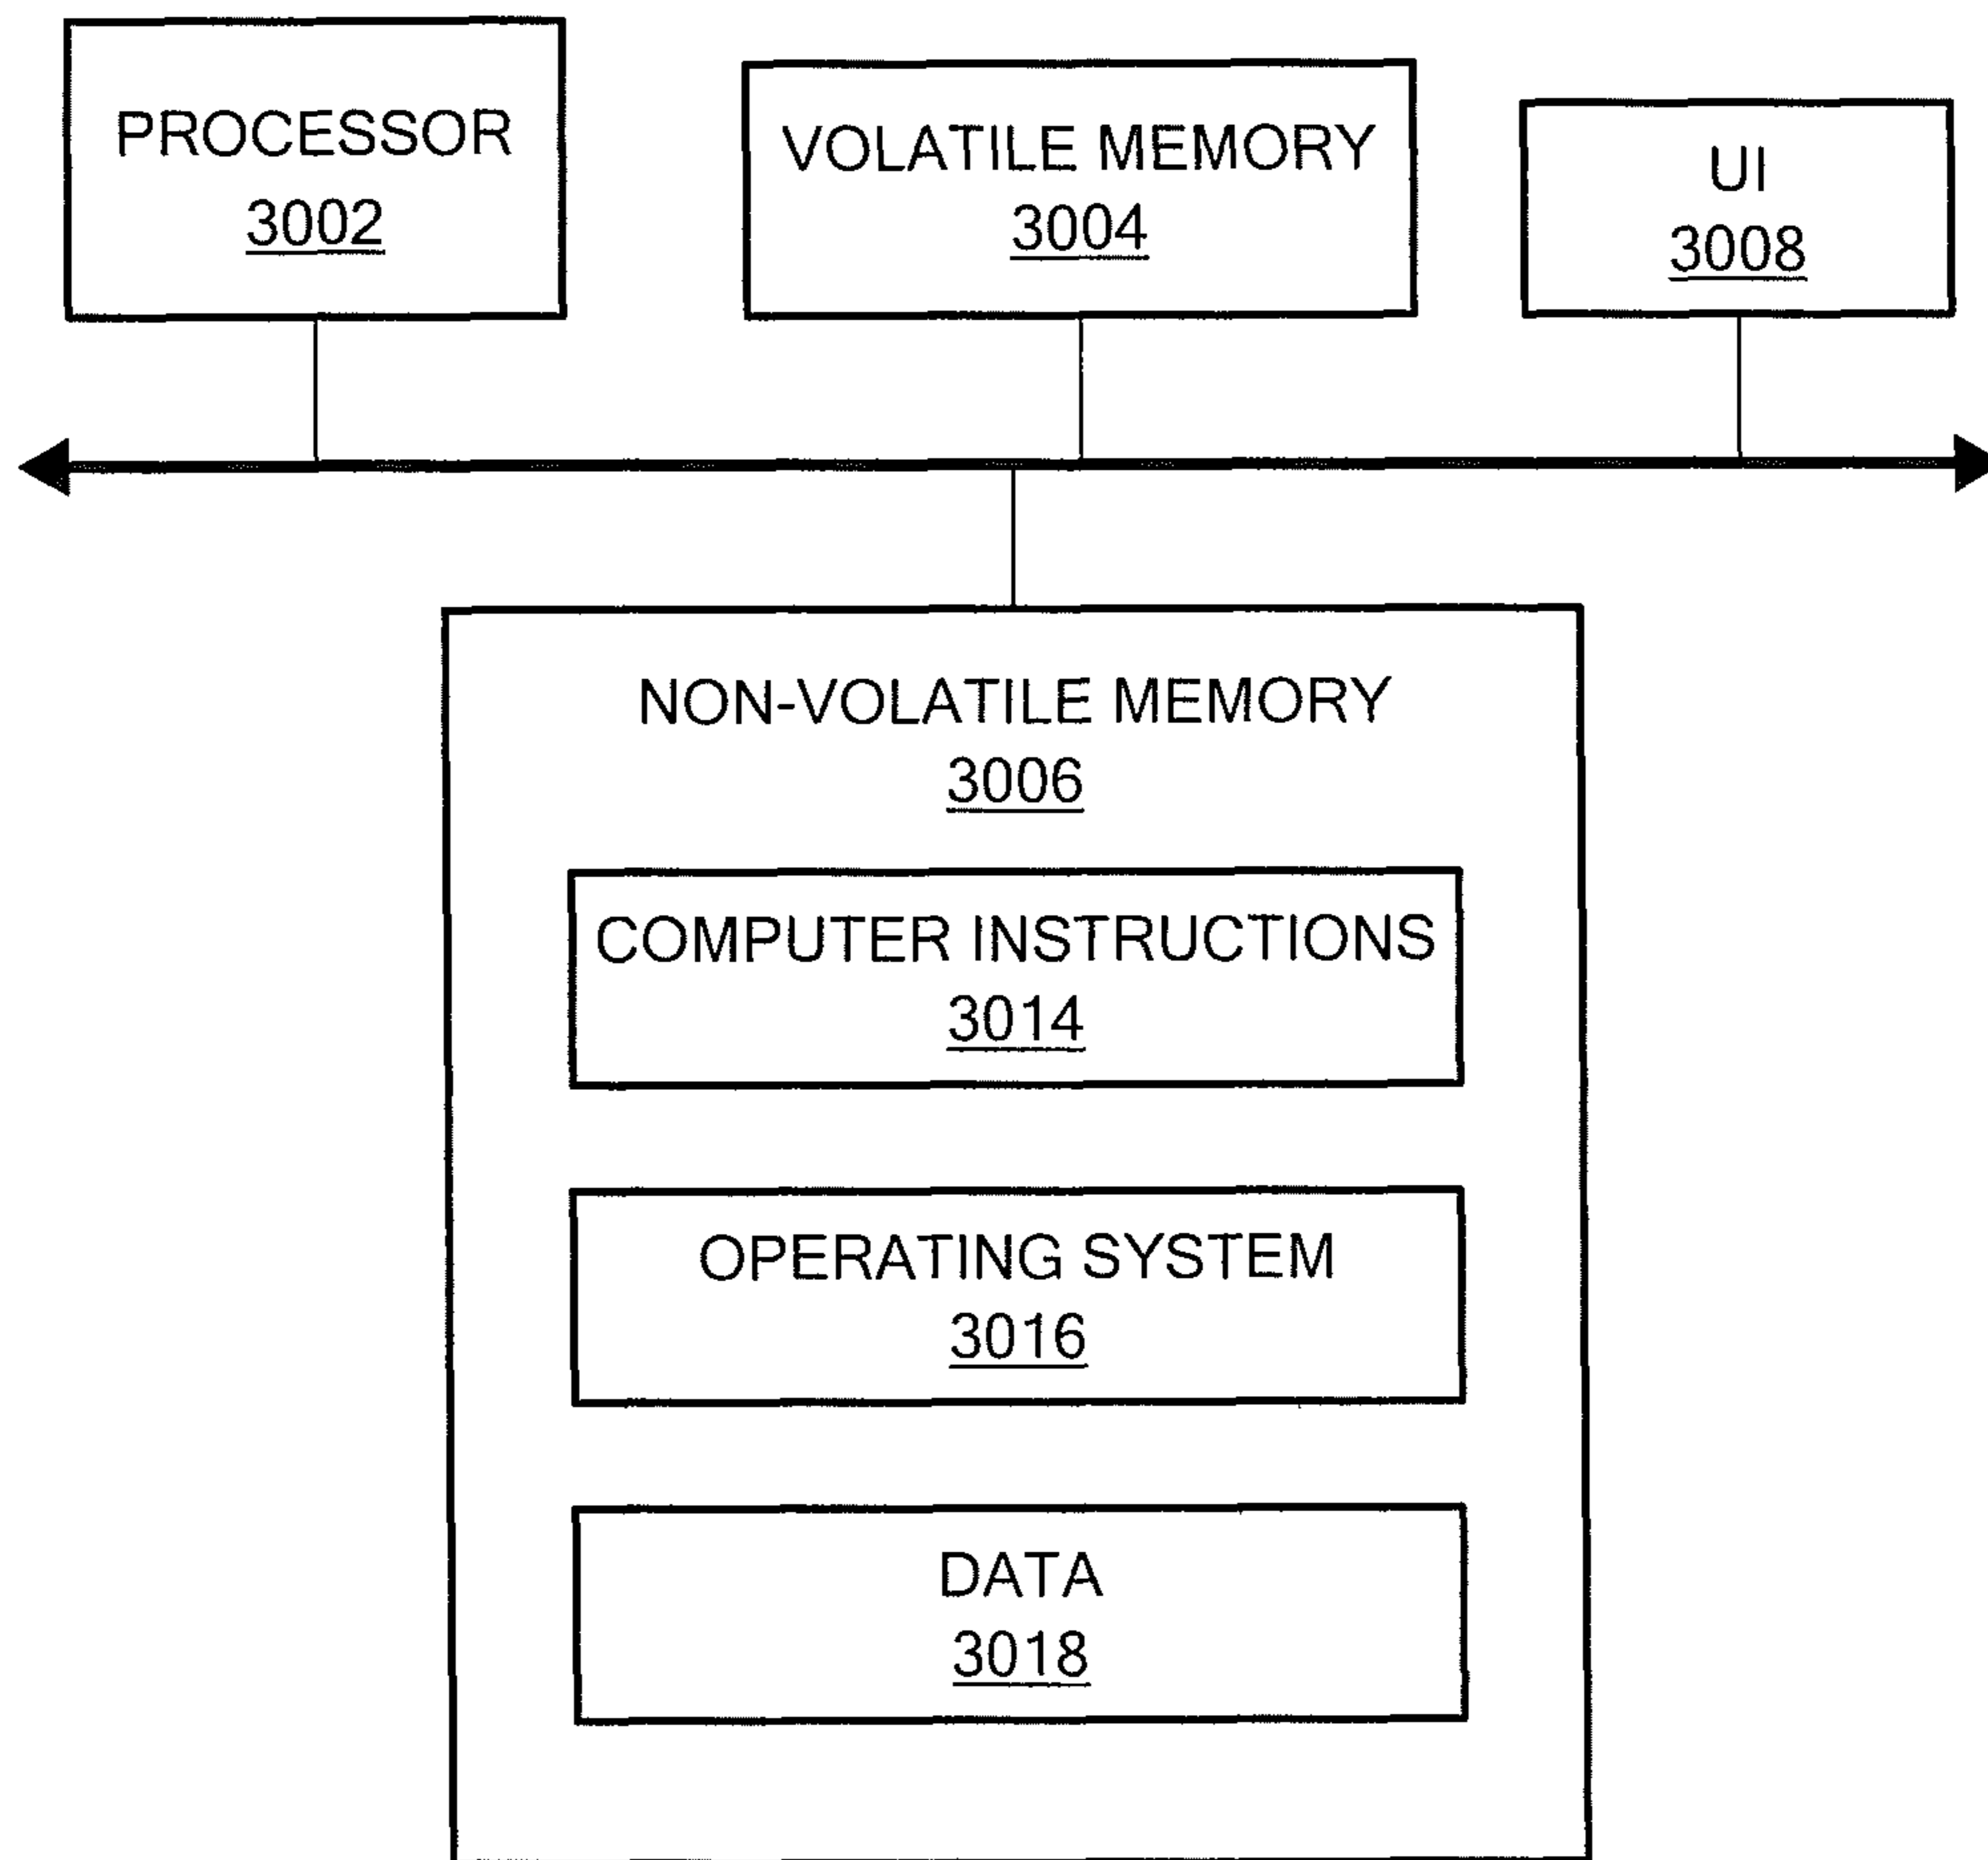 PROCESSOR
3002
VOLATILE MEMORY
3004
UI
3008
NON-VOLATILE MEMORY
3006
COMPUTER INSTRUCTIONS
3014
OPERATING SYSTEM
3016
DATA
3018